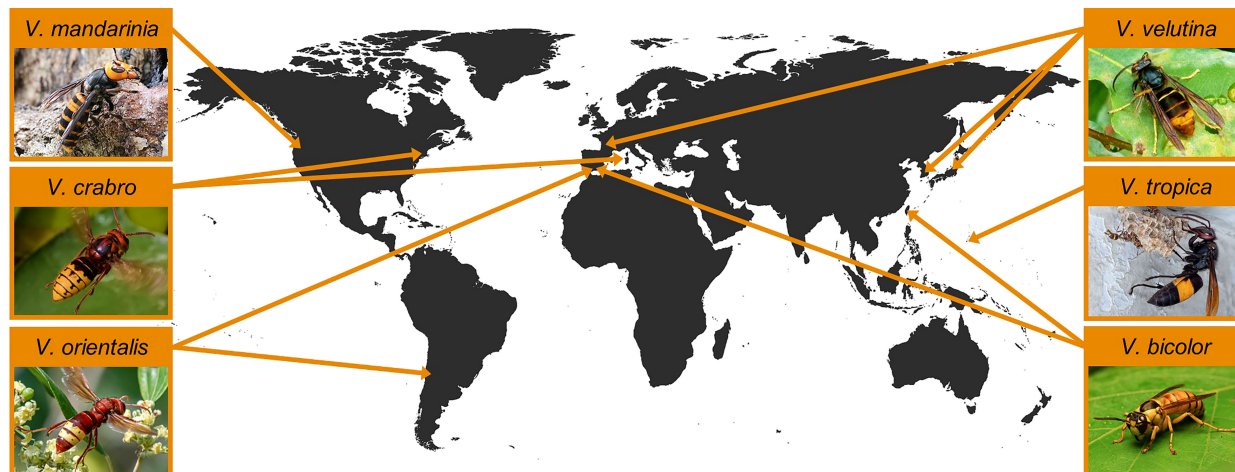 V. mandarinia
V. crabro
V. orientalis
V. velutina
V. tropica
V. bicolor